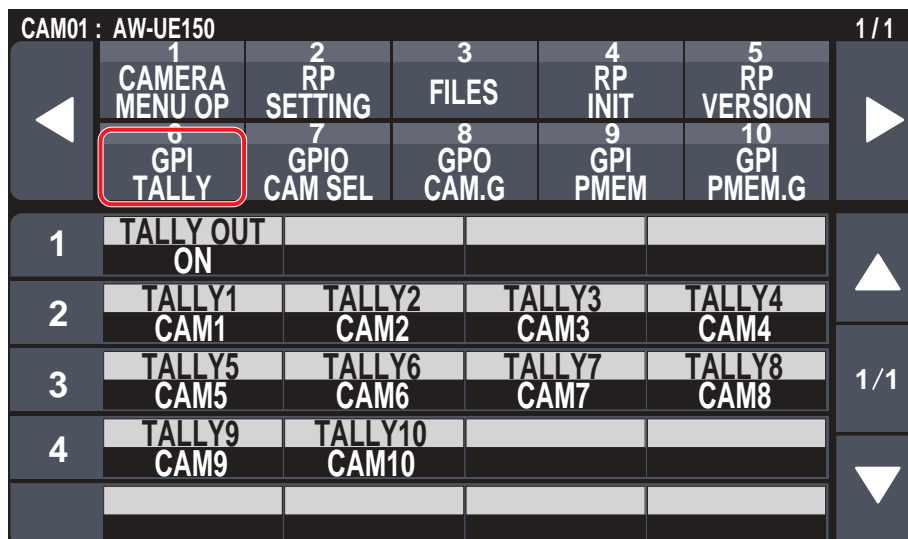 CAM01 : AW-UE150 1/1
1 2 3 4 5
CAMERA MENU OP RP SETTING FILES RP INIT RP VERSION
6 7 8 9 10
GPI TALLY GPIO CAM SEL GPO CAM.G GPI PMEM GPI PMEM.G
1 TALLY OUT
ON
2 TALLY1 TALLY2 TALLY3 TALLY4
CAM1 CAM2 CAM3 CAM4
3 TALLY5 TALLY6 TALLY7 TALLY8 1/1
CAM5 CAM6 CAM7 CAM8
4 TALLY9 TALLY10
CAM9 CAM10